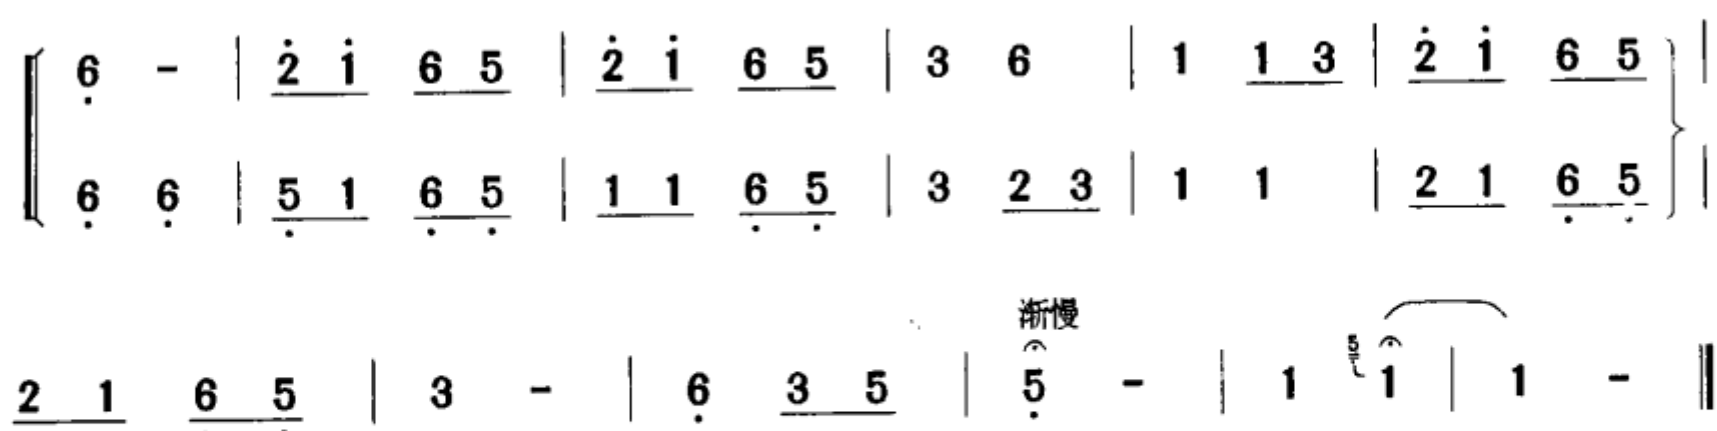 6̣ - | 2̇ 1̇ 6 5 | 2̇ 1̇ 6 5 | 3 6 | 1 1 3 | 2̇ 1̇ 6 5 |
6̣ 6̣ | 5̣ 1 6̣ 5̣ | 1 1 6̣ 5̣ | 3 2 3 | 1 1 | 2 1 6̣ 5̣ |
渐慢
2 1 6̣ 5̣ | 3 - | 6̣ 3 5 | 5̣ - | 1 5 1 | 1 - ‖